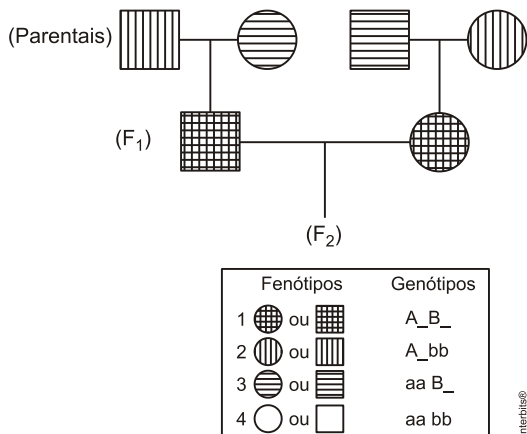 (Parentais)
(F₁)
(F₂)
Fenótipos Genótipos
1 ou A_B_
2 ou A_bb
3 ou aa B_
4 ou aa bb